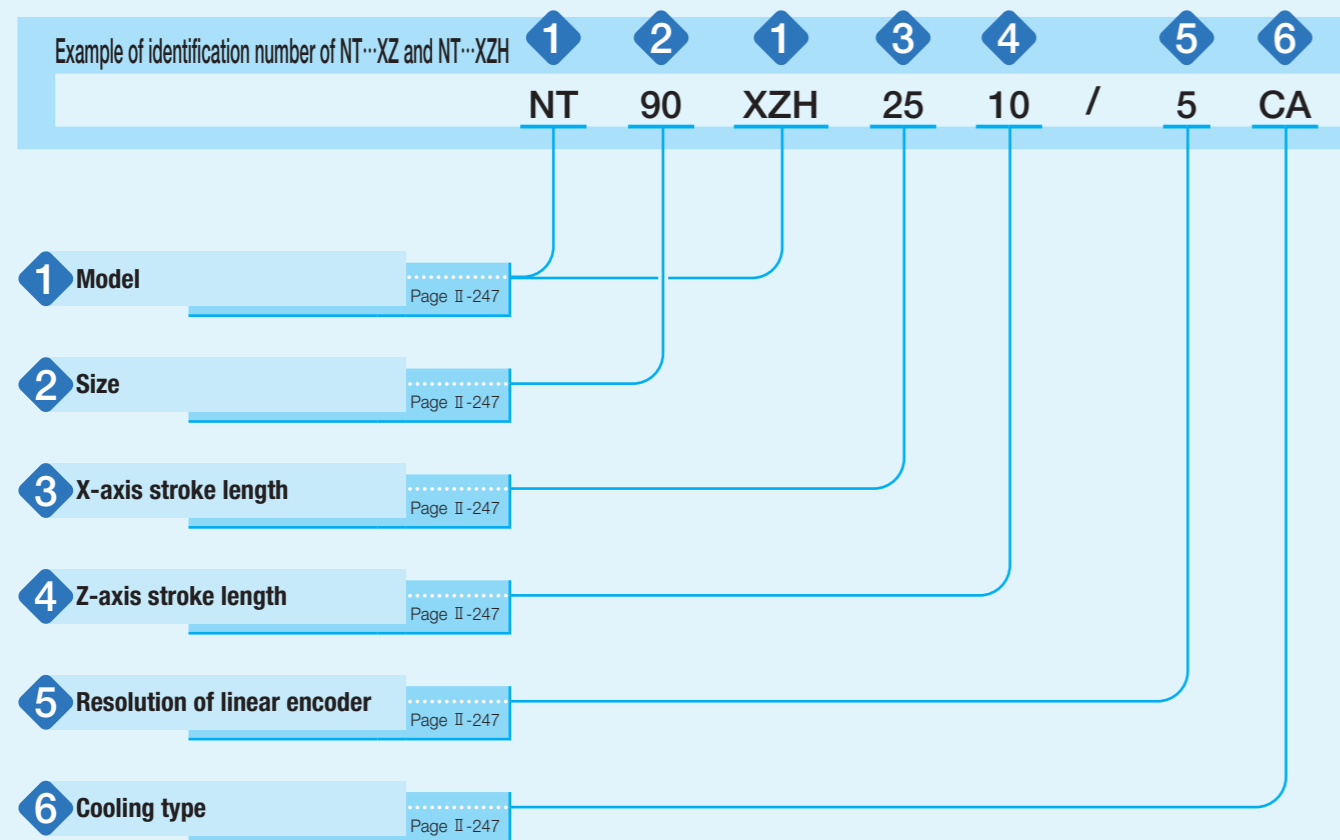 Example of identification number of NT…XZ and NT…XZH
1 2 1 3 4 5 6
NT 90 XZH 25 10 / 5 CA
1 Model
Page Ⅱ-247
2 Size
Page Ⅱ-247
3 X-axis stroke length
Page Ⅱ-247
4 Z-axis stroke length
Page Ⅱ-247
5 Resolution of linear encoder
Page Ⅱ-247
6 Cooling type
Page Ⅱ-247